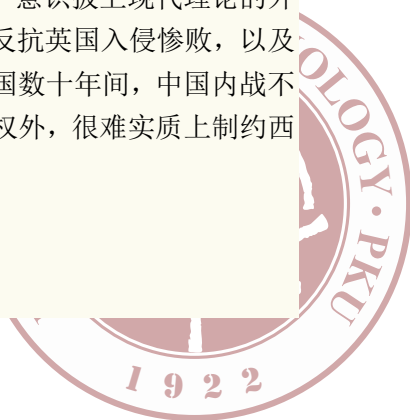 意识披上现代理论的外
反抗英国入侵惨败，以及
国数十年间，中国内战不
权外，很难实质上制约西
OLOGY · PKU
1922